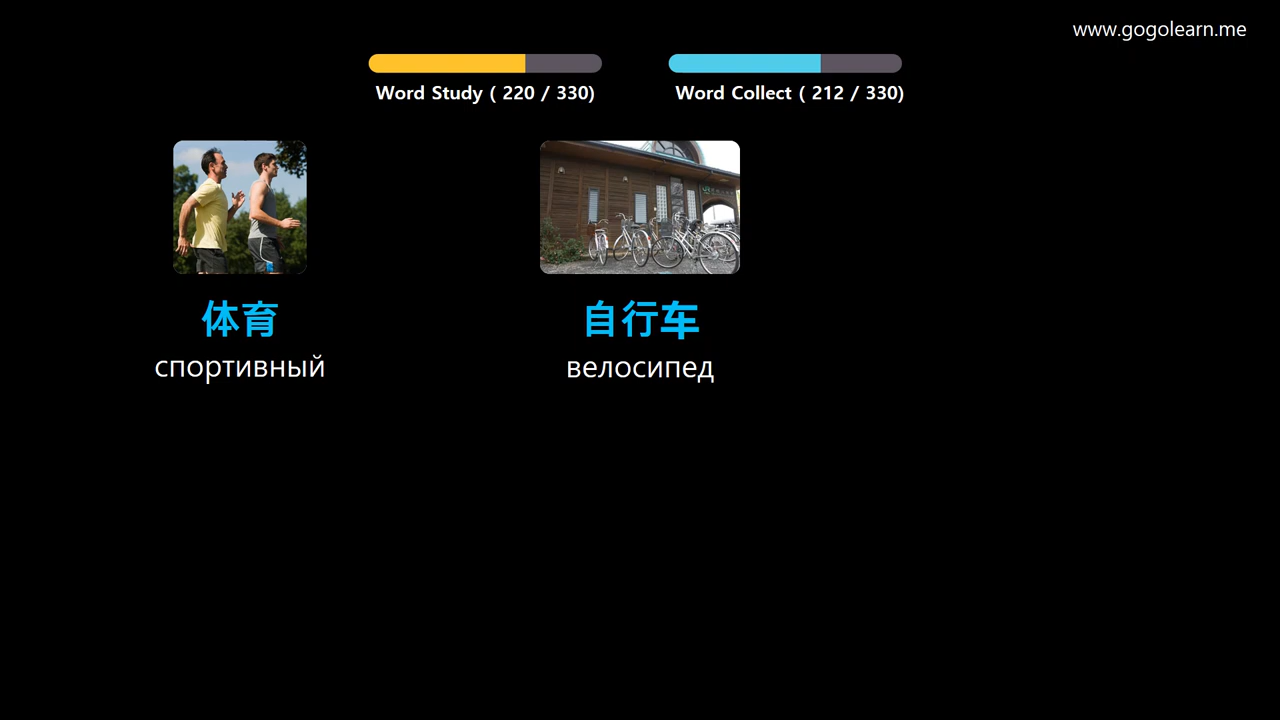 www.gogolearn.me
Word Study ( 220 / 330)
Word Collect ( 212 / 330)
体育
自行车
спортивный
велосипед